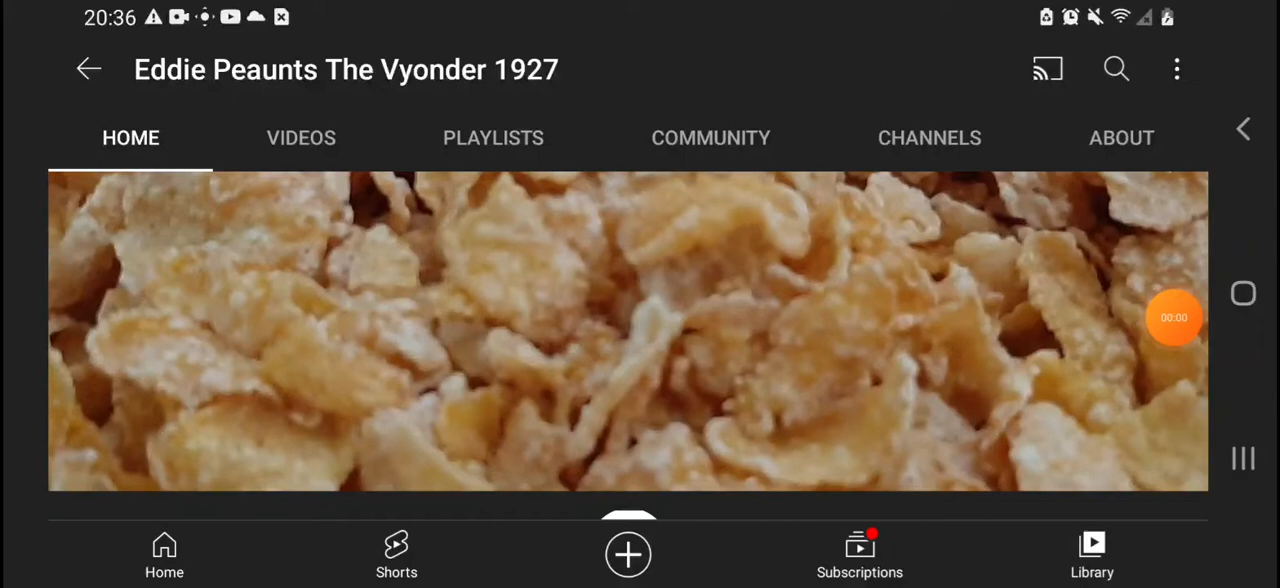 20:36
Eddie Peaunts The Vyonder 1927
HOME VIDEOS PLAYLISTS COMMUNITY CHANNELS ABOUT
00:00
Home Shorts Subscriptions Library